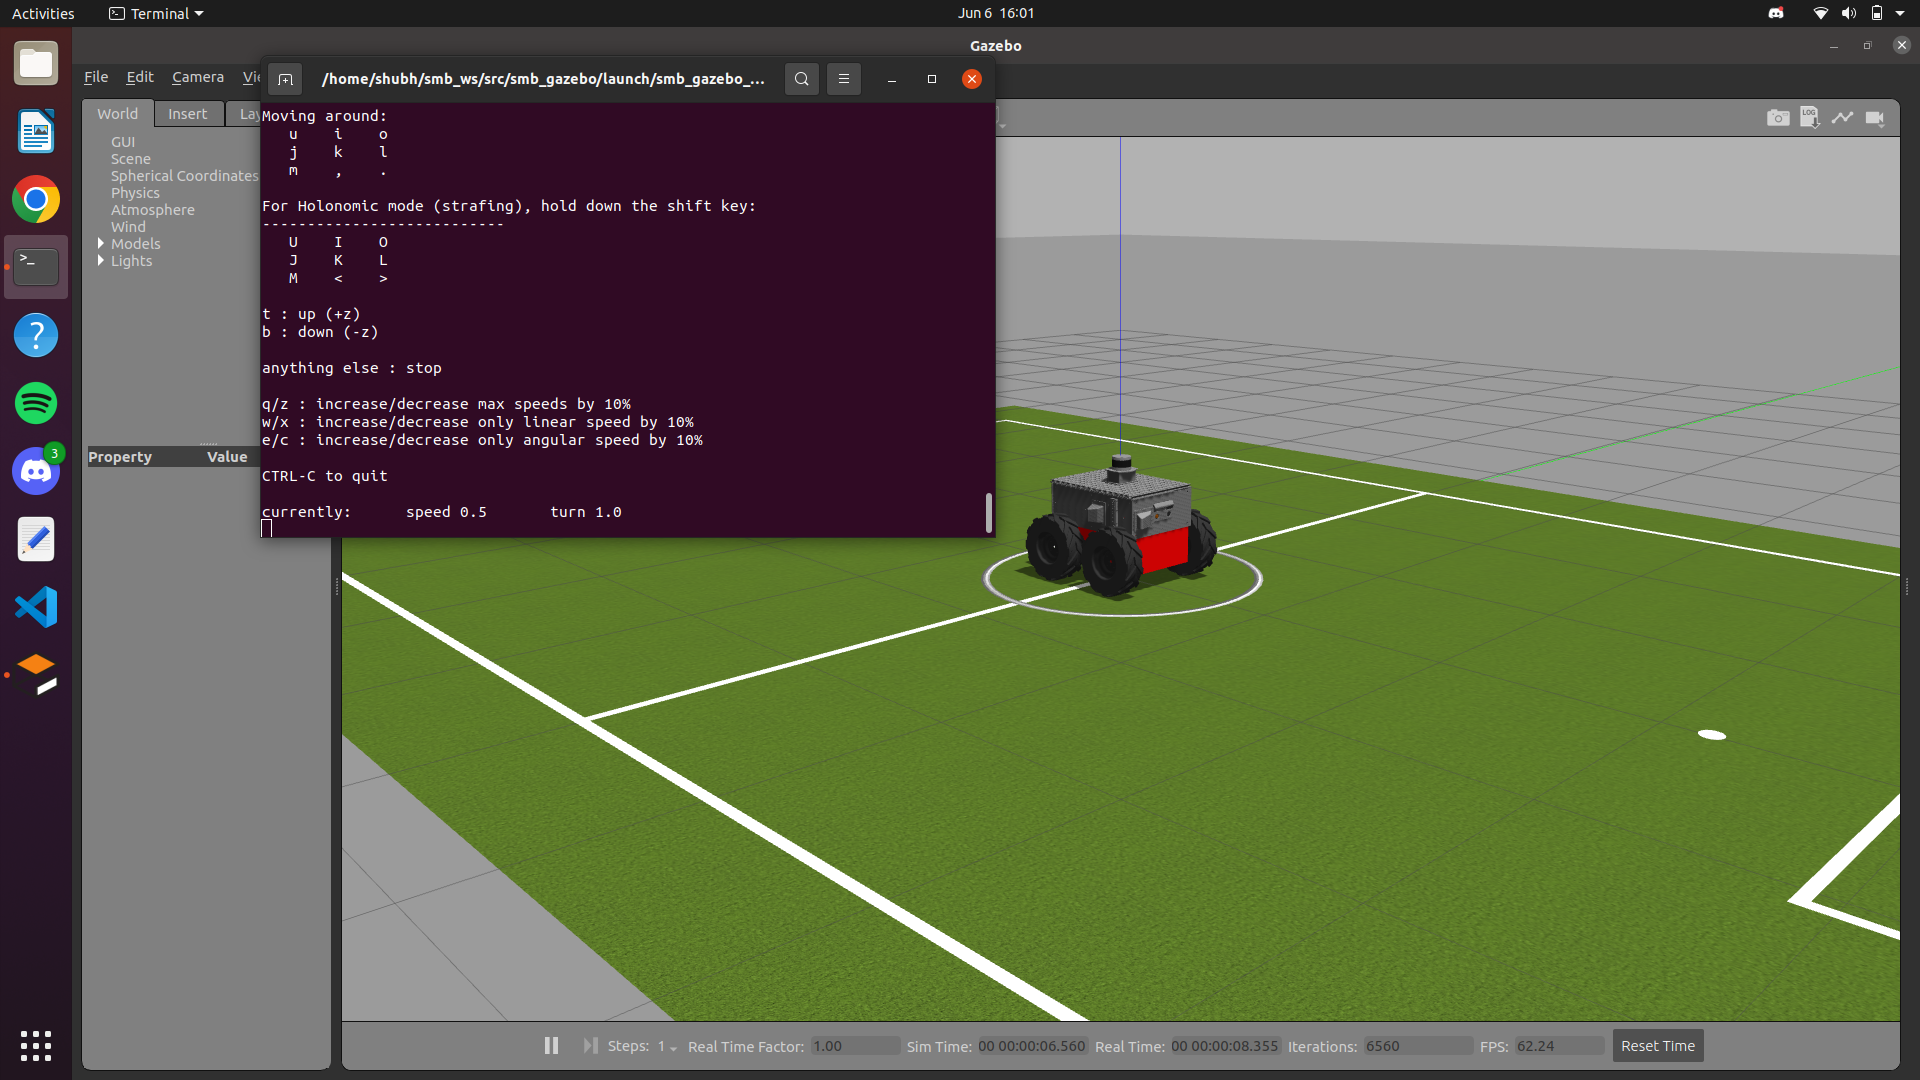 Activities
Terminal
Jun 6 16:01
Gazebo
File Edit Camera
/home/shubh/smb_ws/src/smb_gazebo/launch/smb_gazebo_...
World Insert
GUI
Scene
Spherical Coordinates
Physics
Atmosphere
Wind
Models
Lights
Property Value
Moving around:
u i o
j k l
m , .
For Holonomic mode (strafing), hold down the shift key:
---------------------------
U I O
J K L
M < >
t : up (+z)
b : down (-z)
anything else : stop
q/z : increase/decrease max speeds by 10%
w/x : increase/decrease only linear speed by 10%
e/c : increase/decrease only angular speed by 10%
CTRL-C to quit
currently: speed 0.5 turn 1.0
LOG
3
Steps: 1 Real Time Factor: 1.00 Sim Time: 00 00:00:06.560 Real Time: 00 00:00:08.355 Iterations: 6560 FPS: 62.24 Reset Time